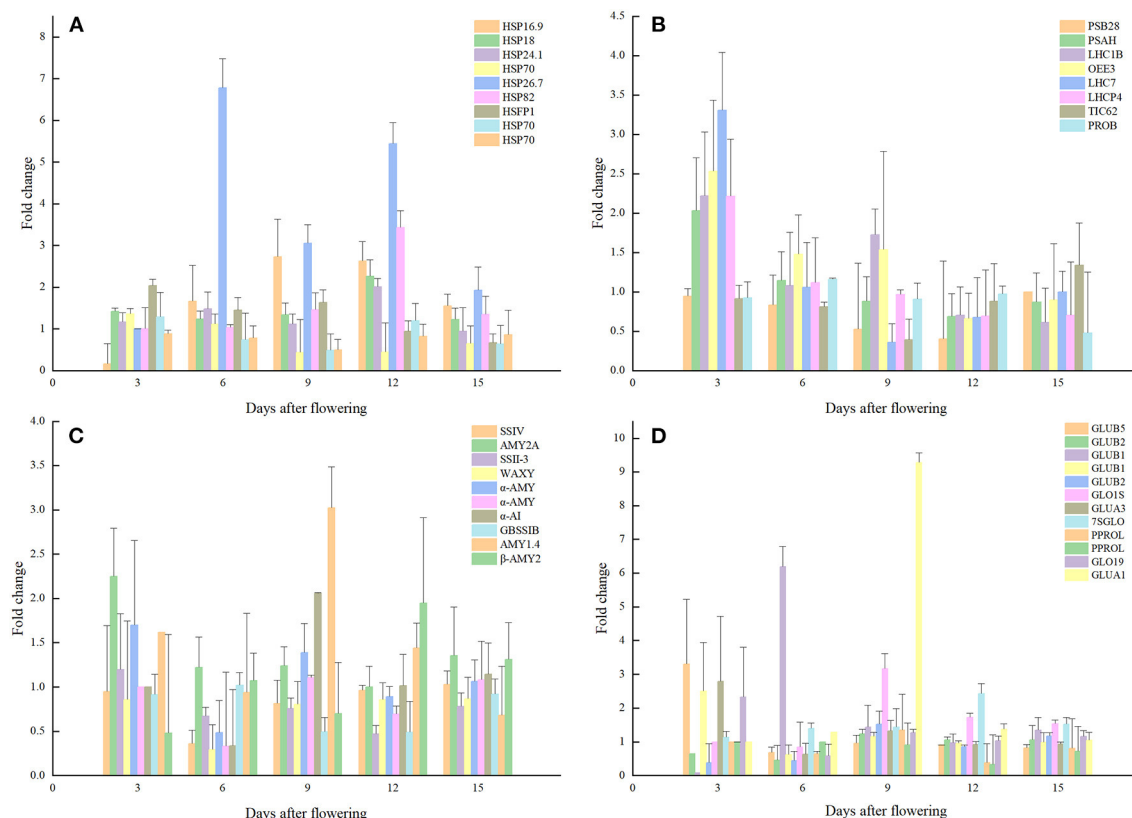 A
HSP16.9
HSP18
HSP24.1
HSP70
HSP26.7
HSP82
HSFP1
HSP70
HSP70
Fold change
8
7
6
5
4
3
2
1
0
0 3 6 9 12 15
Days after flowering
B
PSB28
PSAH
LHC1B
OEE3
LHC7
LHCP4
TIC62
PROB
Fold change
4.5
4.0
3.5
3.0
2.5
2.0
1.5
1.0
0.5
0.0
0 3 6 9 12 15
Days after flowering
C
SSIV
AMY2A
SSII-3
WAXY
α-AMY
α-AMY
α-AI
GBSSIB
AMY1.4
β-AMY2
Fold change
4.0
3.5
3.0
2.5
2.0
1.5
1.0
0.5
0.0
0 3 6 9 12 15
Days after flowering
D
GLUB5
GLUB2
GLUB1
GLUB1
GLUB2
GLO1S
GLUA3
7SGLO
PPROL
PPROL
GLO19
GLUA1
Fold change
10
9
8
7
6
5
4
3
2
1
0
0 3 6 9 12 15
Days after flowering